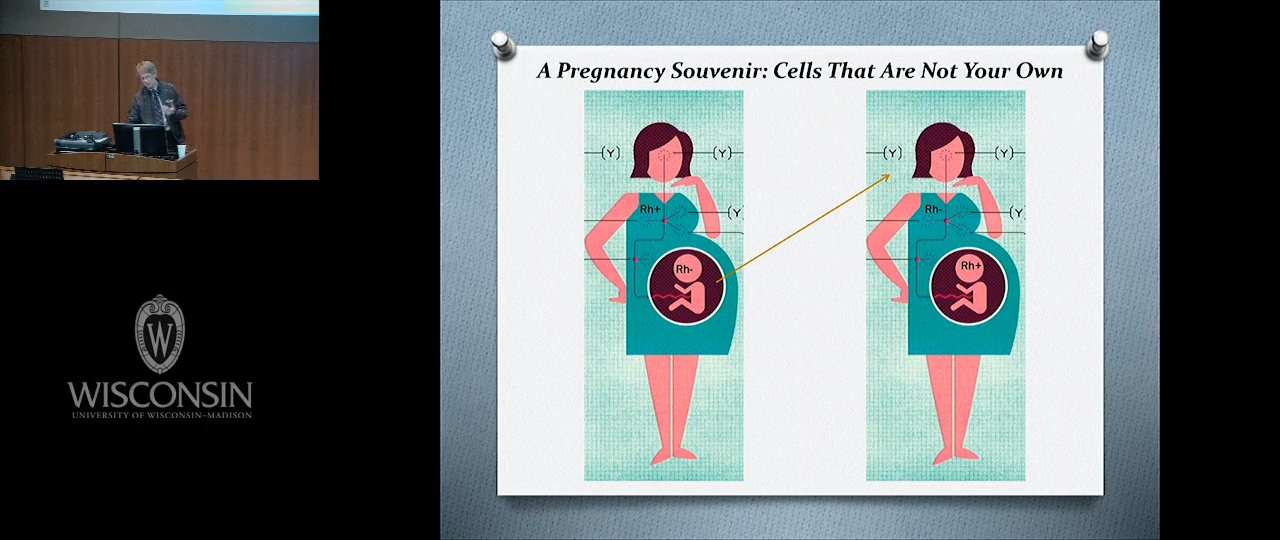 A Pregnancy Souvenir: Cells That Are Not Your Own
(Y) (Y)
Rh+
(Y
Rh-
(Y) (Y)
Rh-
(Y
Rh+
W
WISCONSIN
UNIVERSITY OF WISCONSIN–MADISON